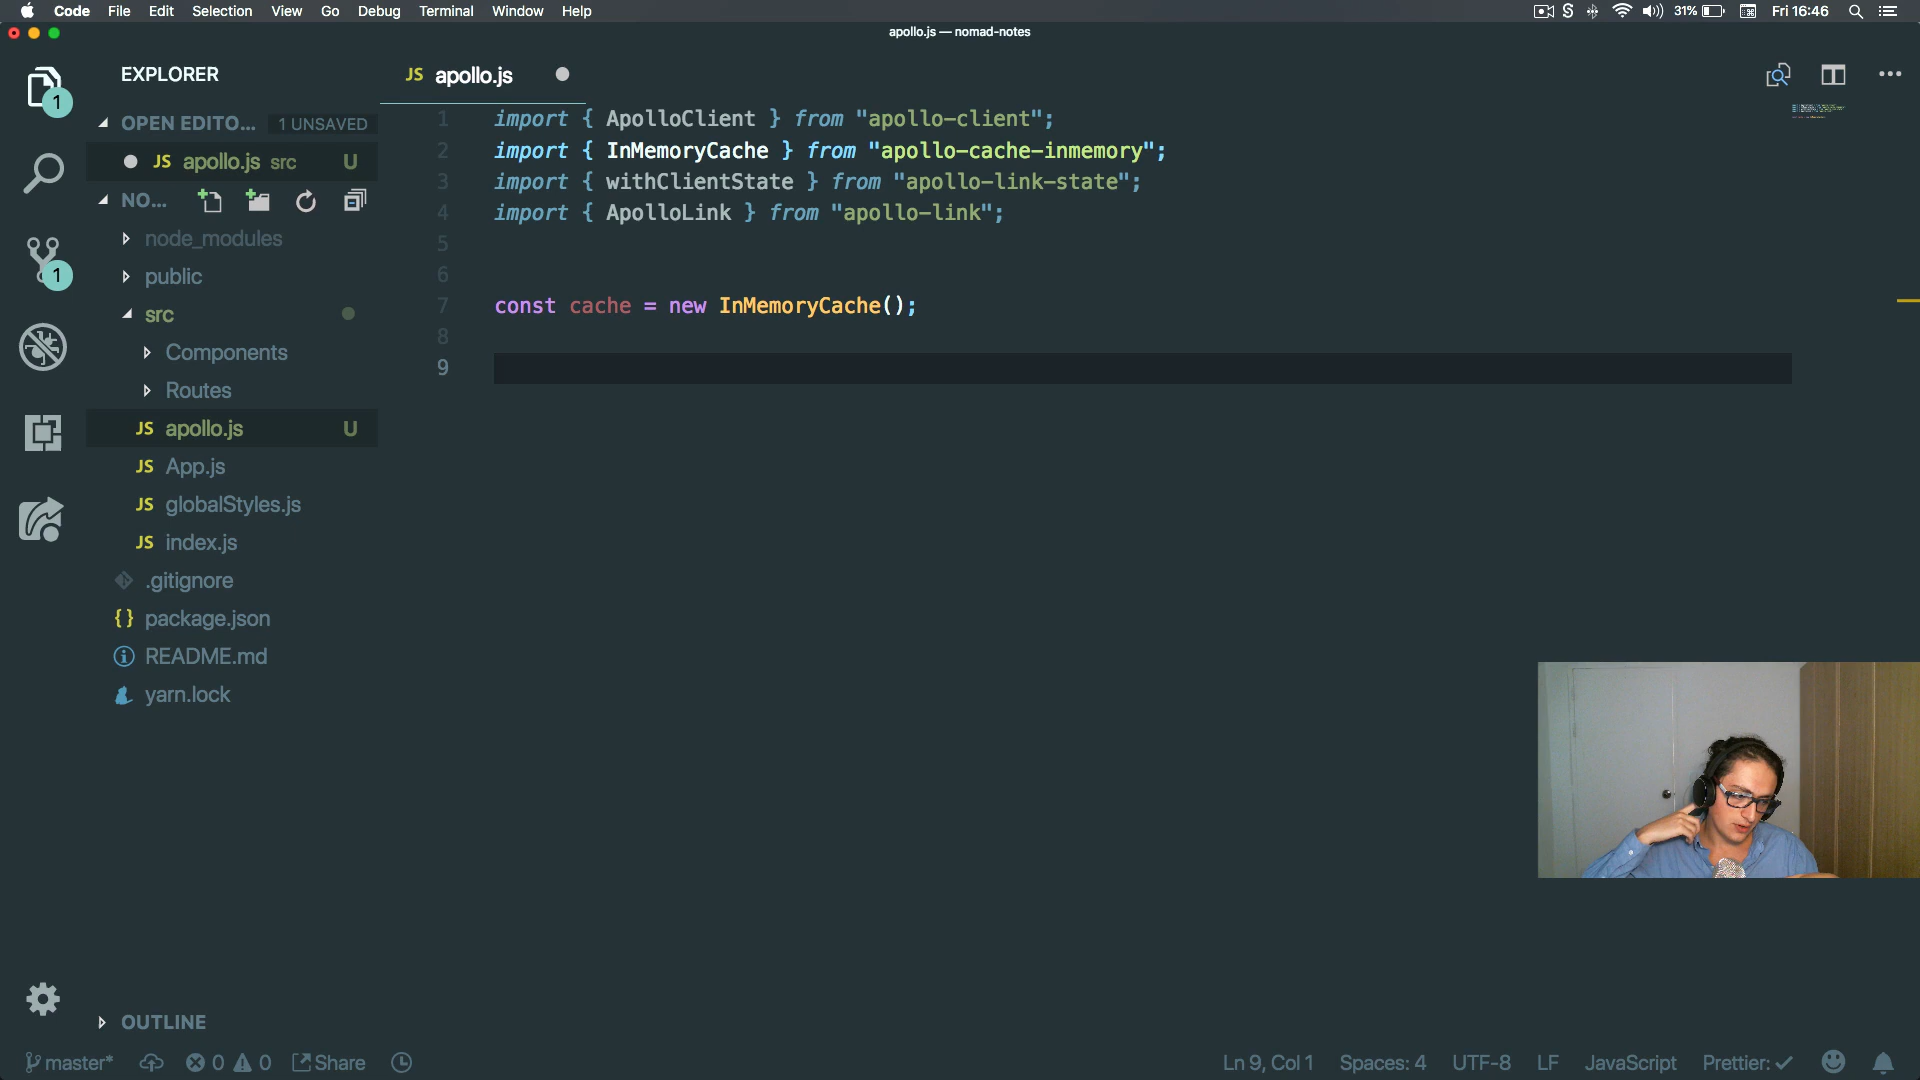 Code File Edit Selection View Go Debug Terminal Window Help
31% Fri 16:46
apollo.js — nomad-notes
EXPLORER
OPEN EDITO... 1 UNSAVED
JS apollo.js src U
NO...
node_modules
public
src
Components
Routes
JS apollo.js U
JS App.js
JS globalStyles.js
JS index.js
.gitignore
{} package.json
README.md
yarn.lock
OUTLINE
1
1
JS apollo.js
1 import { ApolloClient } from "apollo-client";
2 import { InMemoryCache } from "apollo-cache-inmemory";
3 import { withClientState } from "apollo-link-state";
4 import { ApolloLink } from "apollo-link";
5
6
7 const cache = new InMemoryCache();
8
9
master* 0 0 Share
Ln 9, Col 1 Spaces: 4 UTF-8 LF JavaScript Prettier: ✓